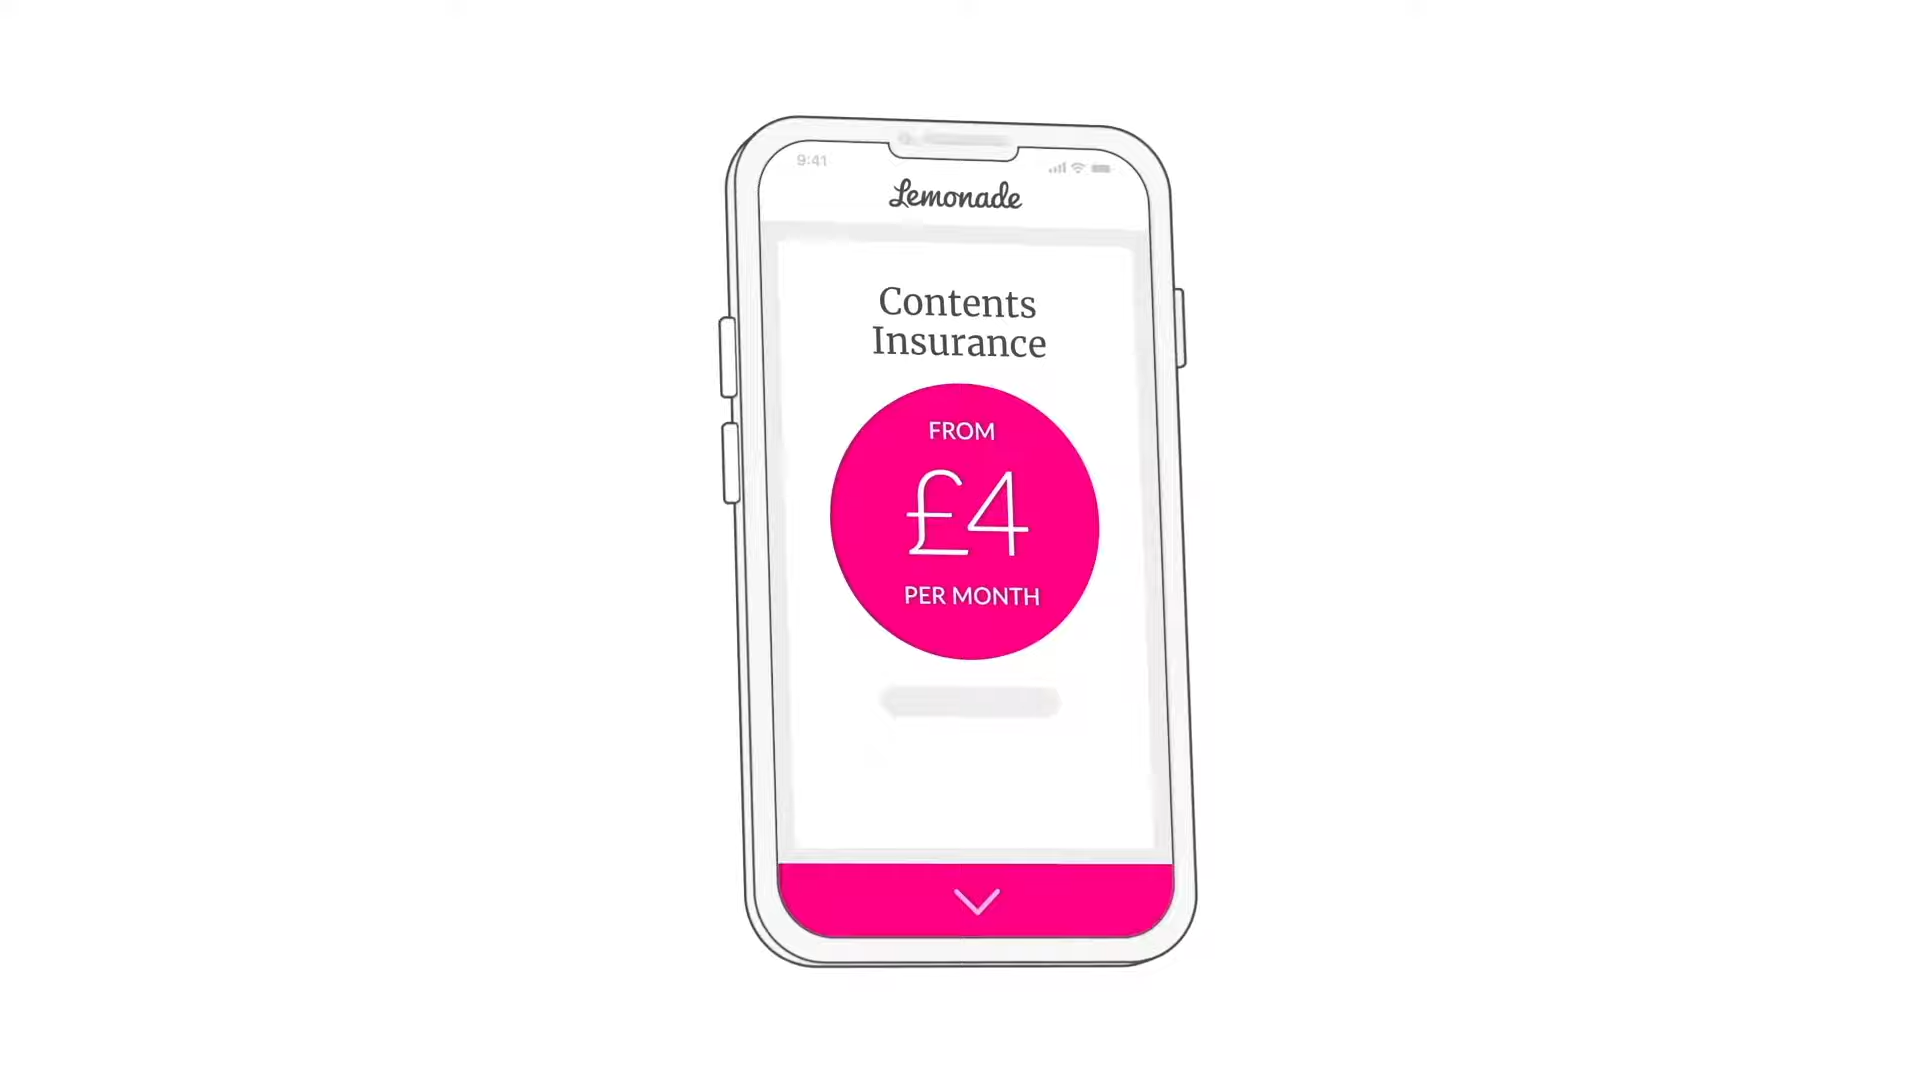 9:41
Lemonade
Contents
Insurance
FROM
£4
PER MONTH